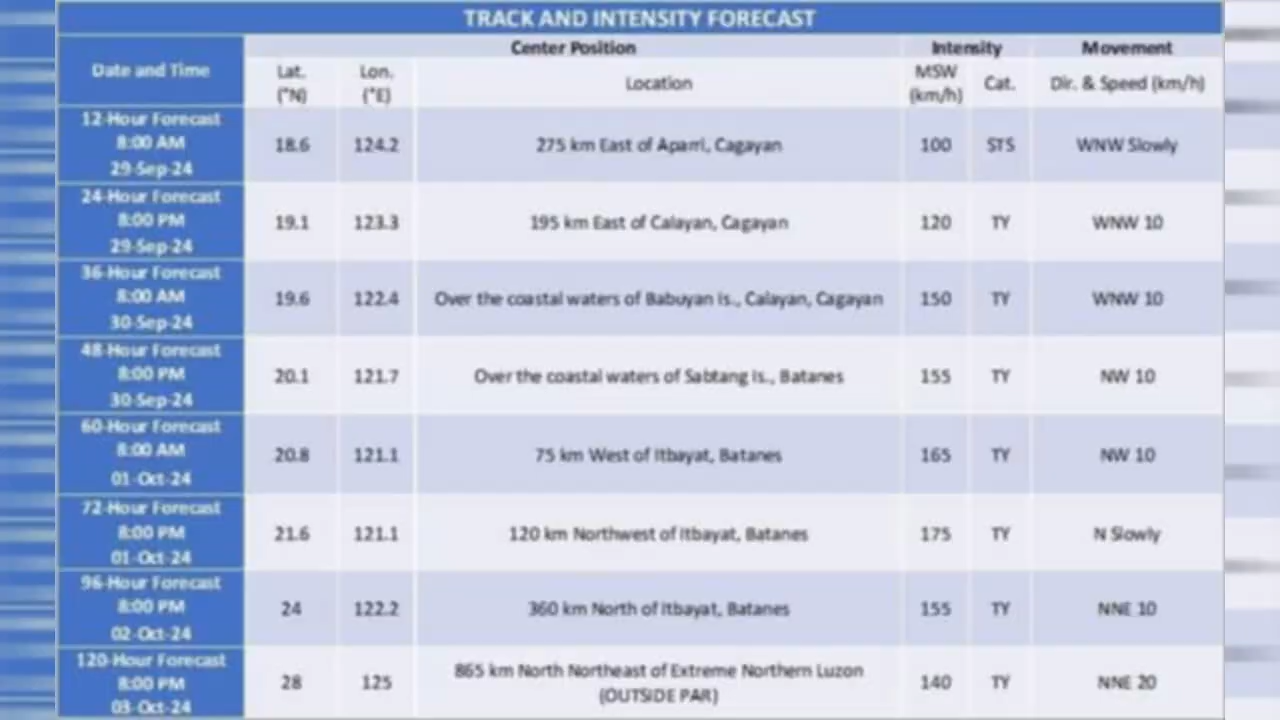 TRACK AND INTENSITY FORECAST
Date and Time
Center Position
Intensity
Movement
Lat. (°N)
Lon. (°E)
Location
MSW (km/h)
Cat.
Dir. & Speed (km/h)
12-Hour Forecast
8:00 AM
29-Sep-24
18.6
124.2
275 km East of Aparri, Cagayan
100
STS
WNW Slowly
24-Hour Forecast
8:00 PM
29-Sep-24
19.1
123.3
195 km East of Calayan, Cagayan
120
TY
WNW 10
36-Hour Forecast
8:00 AM
30-Sep-24
19.6
122.4
Over the coastal waters of Babuyan Is., Calayan, Cagayan
150
TY
WNW 10
48-Hour Forecast
8:00 PM
30-Sep-24
20.1
121.7
Over the coastal waters of Sabtang Is., Batanes
155
TY
NW 10
60-Hour Forecast
8:00 AM
01-Oct-24
20.8
121.1
75 km West of Itbayat, Batanes
165
TY
NW 10
72-Hour Forecast
8:00 PM
01-Oct-24
21.6
121.1
120 km Northwest of Itbayat, Batanes
175
TY
N Slowly
96-Hour Forecast
8:00 PM
02-Oct-24
24
122.2
360 km North of Itbayat, Batanes
155
TY
NNE 10
120-Hour Forecast
8:00 PM
03-Oct-24
28
125
865 km North Northeast of Extreme Northern Luzon
(OUTSIDE PAR)
140
TY
NNE 20